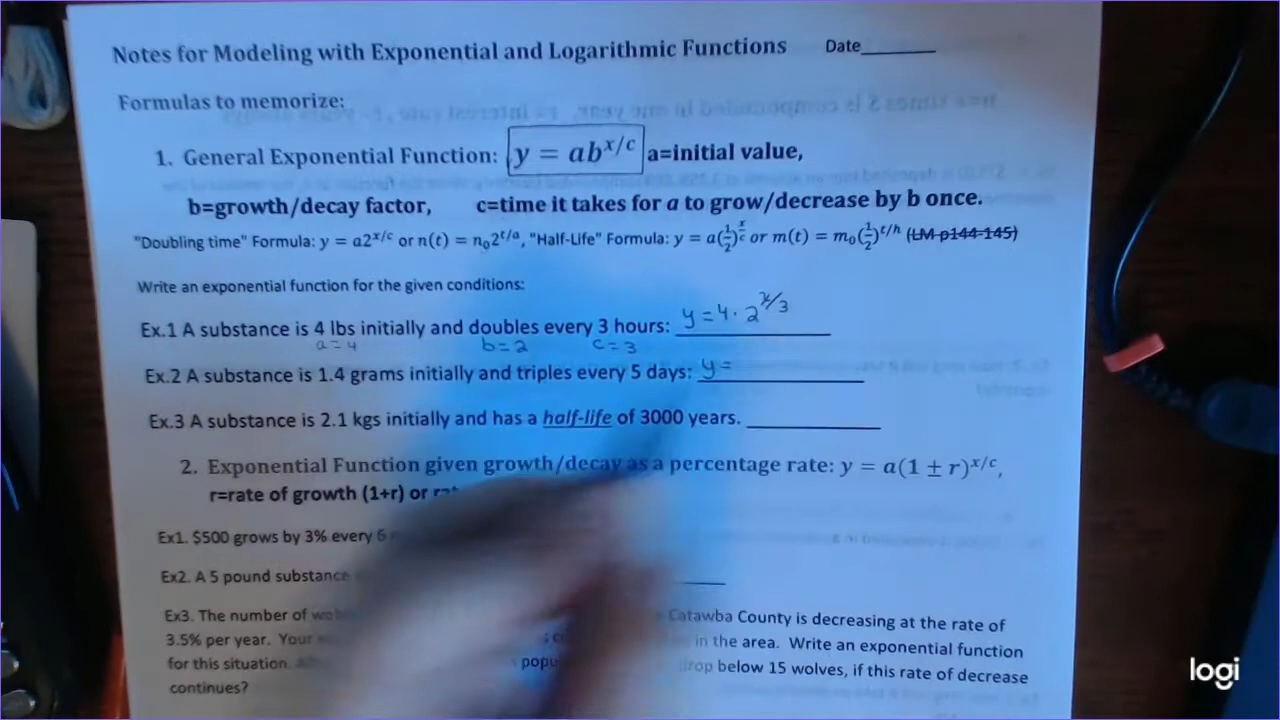 Notes for Modeling with Exponential and Logarithmic Functions Date_______
Formulas to memorize:
1. General Exponential Function: y = ab^{x/c} a=initial value,
b=growth/decay factor, c=time it takes for a to grow/decrease by b once.
"Doubling time" Formula: y = a2^{x/c} or n(t) = n₀2^{t/a}, "Half-Life" Formula: y = a(1/2)^{x/c} or m(t) = m₀(1/2)^{t/h} (LM p144-145)
Write an exponential function for the given conditions:
Ex.1 A substance is 4 lbs initially and doubles every 3 hours: y = 4 · 2^{x/3}
a = 4 b = 2 c = 3
Ex.2 A substance is 1.4 grams initially and triples every 5 days: y =
Ex.3 A substance is 2.1 kgs initially and has a half-life of 3000 years. ________
2. Exponential Function given growth/decay as a percentage rate: y = a(1 ± r)^{x/c},
r=rate of growth (1+r) or
Ex1. $500 grows by 3% every 6
Ex2. A 5 pound substance
Ex3. The number of Catawba County is decreasing at the rate of
3.5% per year. Your in the area. Write an exponential function
for this situation. drop below 15 wolves, if this rate of decrease
continues?
logi